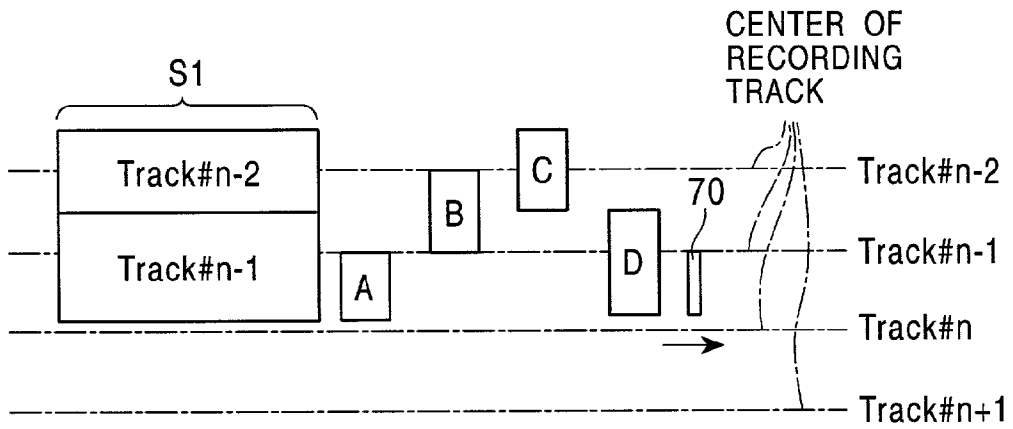 CENTER OF
RECORDING
TRACK
S1
Track#n-2
C
Track#n-2
B
70
Track#n-1
D
Track#n-1
A
Track#n
Track#n+1